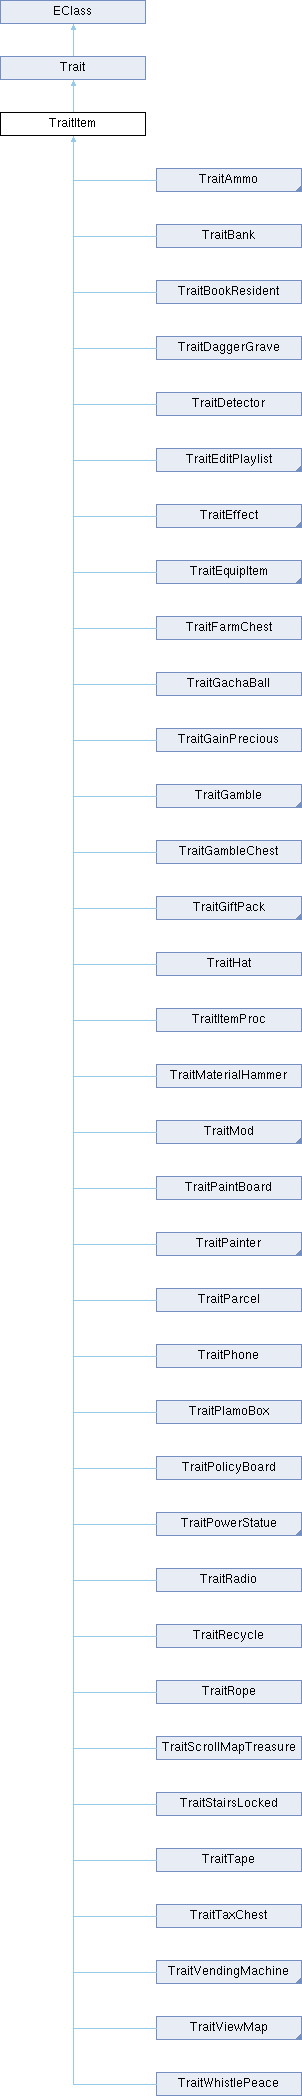 EClass
Trait
TraitItem
TraitAmmo
TraitBank
TraitBookResident
TraitDaggerGrave
TraitDetector
TraitEditPlaylist
TraitEffect
TraitEquipItem
TraitFarmChest
TraitGachaBall
TraitGainPrecious
TraitGamble
TraitGambleChest
TraitGiftPack
TraitHat
TraitItemProc
TraitMaterialHammer
TraitMod
TraitPaintBoard
TraitPainter
TraitParcel
TraitPhone
TraitPlamoBox
TraitPolicyBoard
TraitPowerStatue
TraitRadio
TraitRecycle
TraitRope
TraitScrollMapTreasure
TraitStairsLocked
TraitTape
TraitTaxChest
TraitVendingMachine
TraitViewMap
TraitWhistlePeace